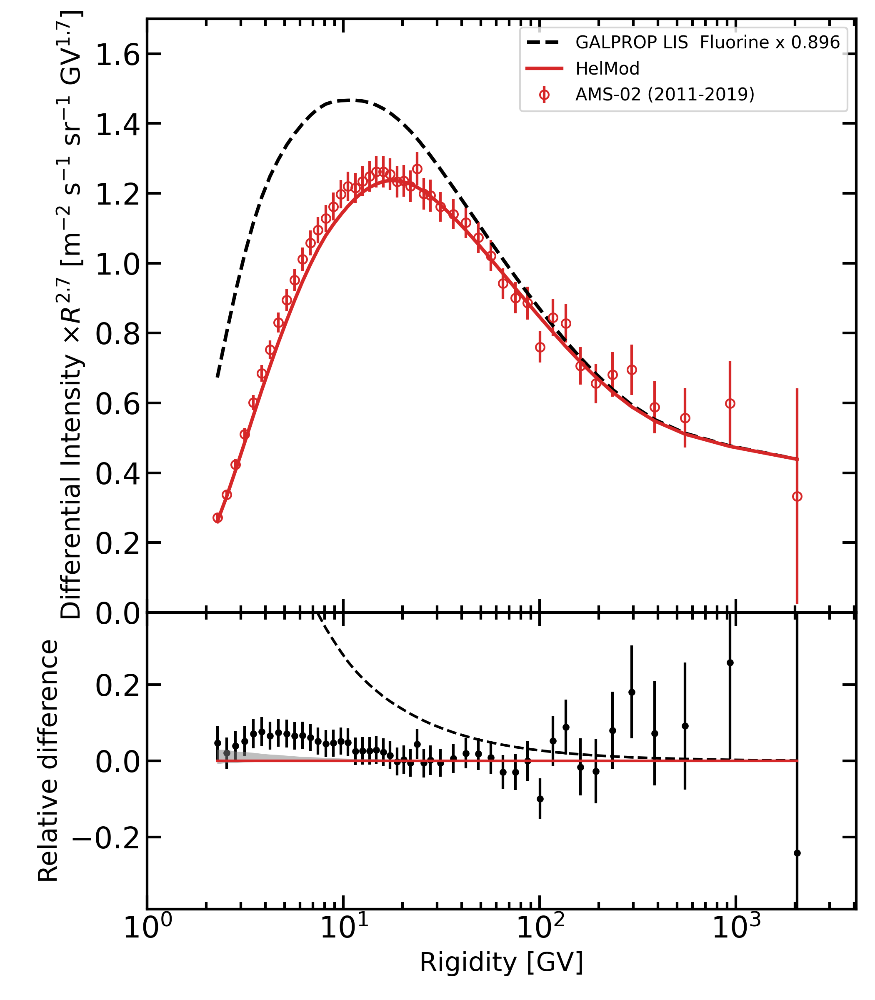 Differential Intensity ×R^2.7 [m^−2 s^−1 sr^−1 GV^1.7]
1.6
1.4
1.2
1.0
0.8
0.6
0.4
0.2
0.0
GALPROP LIS  Fluorine x 0.896
HelMod
AMS-02 (2011-2019)
Relative difference
0.2
0.0
−0.2
10^0
10^1
10^2
10^3
Rigidity [GV]